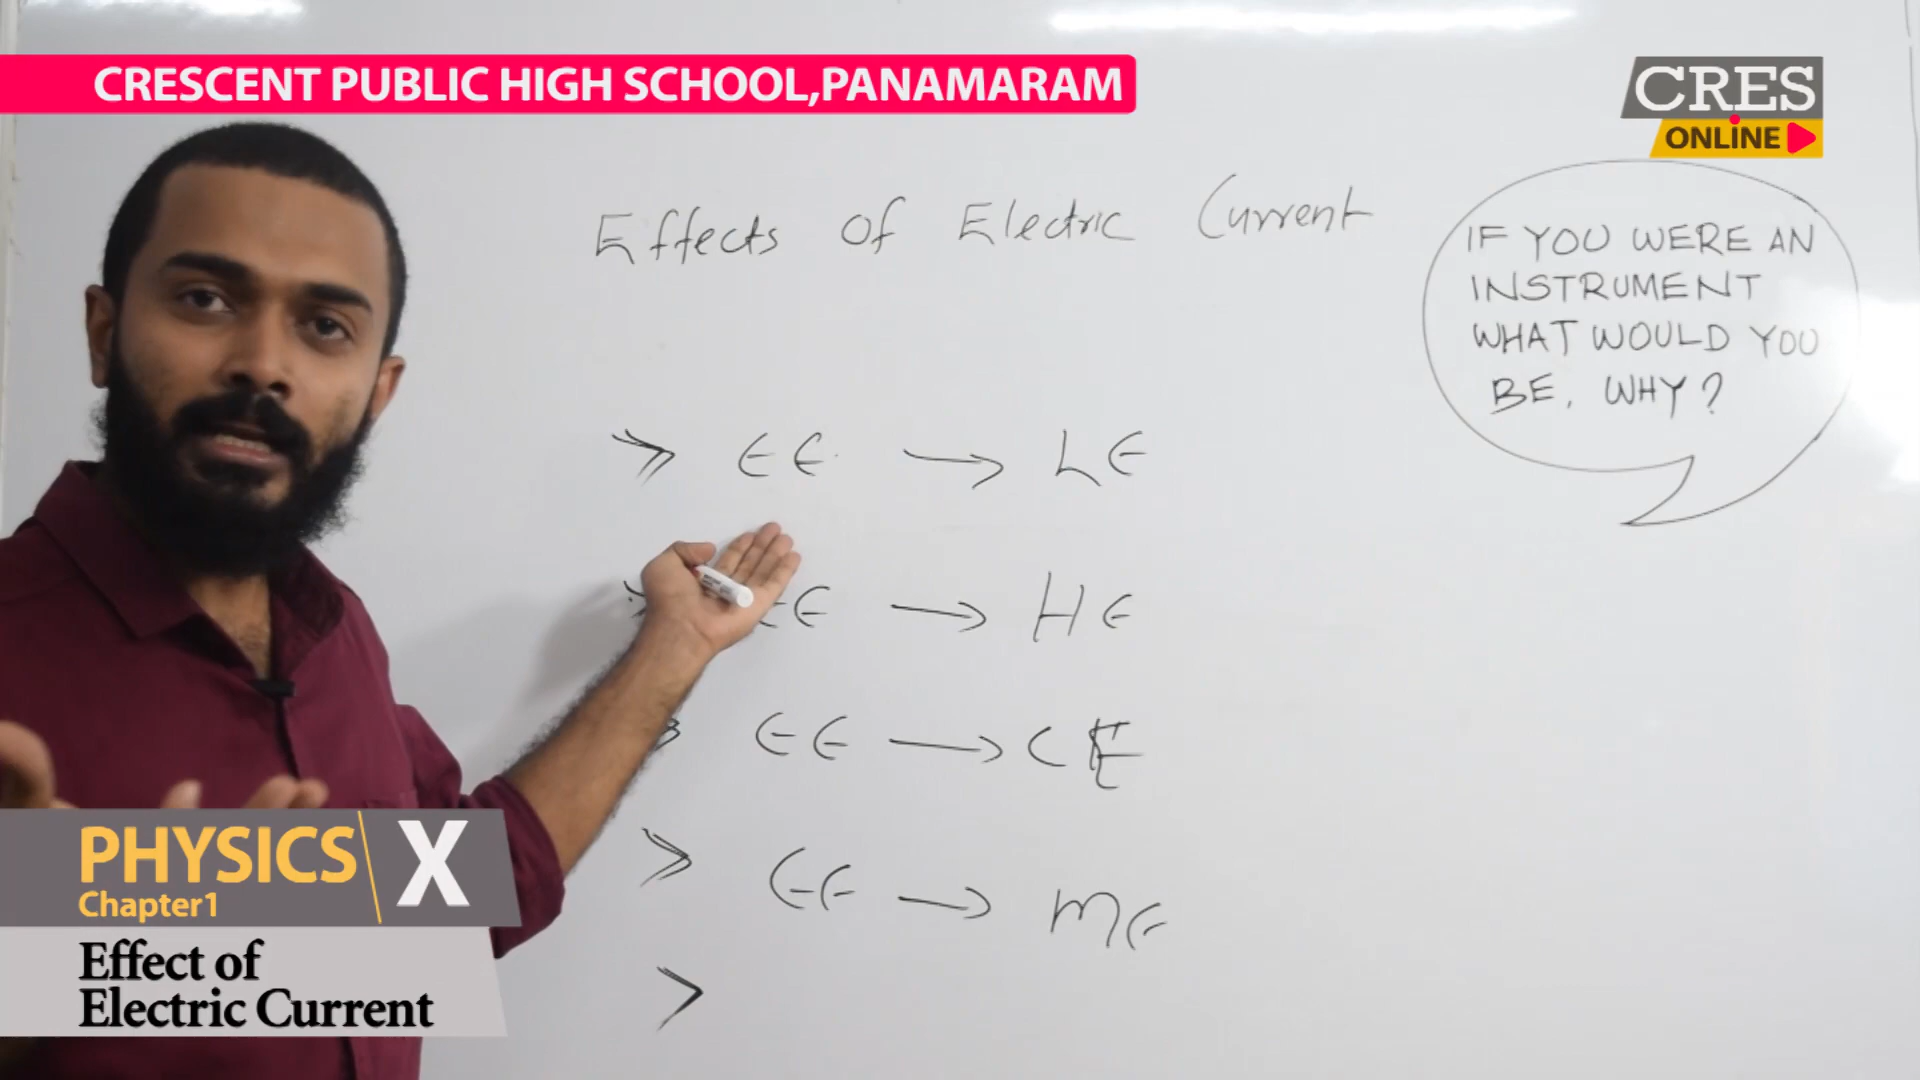 CRESCENT PUBLIC HIGH SCHOOL,PANAMARAM
CRES
ONLINE
Effects of Electric Current
IF YOU WERE AN
INSTRUMENT
WHAT WOULD YOU
BE, WHY?
> EE → LE
> EE → HE
> EE → CE
> EE → ME
>
PHYSICS X
Chapter1
Effect of
Electric Current